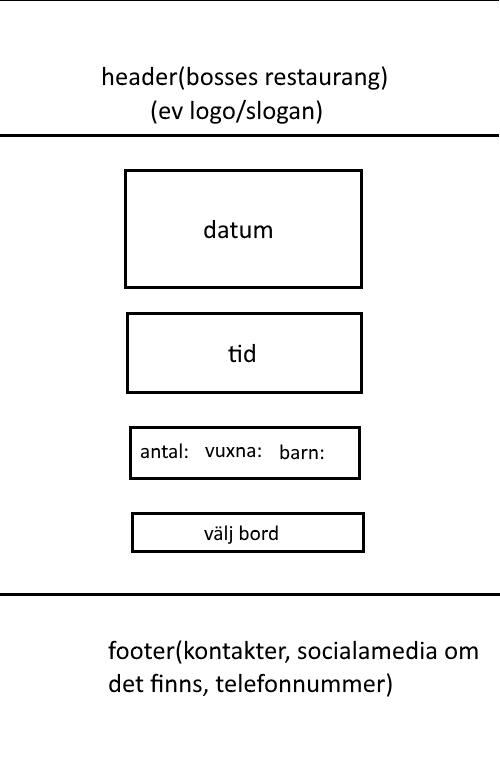 header(bosses restaurang)
(ev logo/slogan)
datum
tid
antal: vuxna: barn:
välj bord
footer(kontakter, socialamedia om
det finns, telefonnummer)